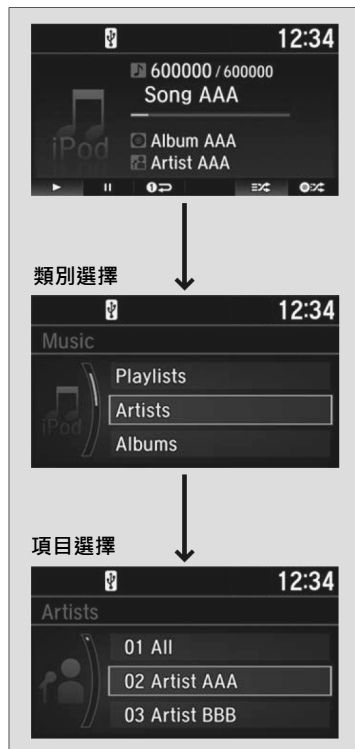 12:34
600000 / 600000
Song AAA
iPod
Album AAA
Artist AAA
1
類別選擇
12:34
Music
Playlists
iPod
Artists
Albums
項目選擇
12:34
Artists
01 All
02 Artist AAA
03 Artist BBB